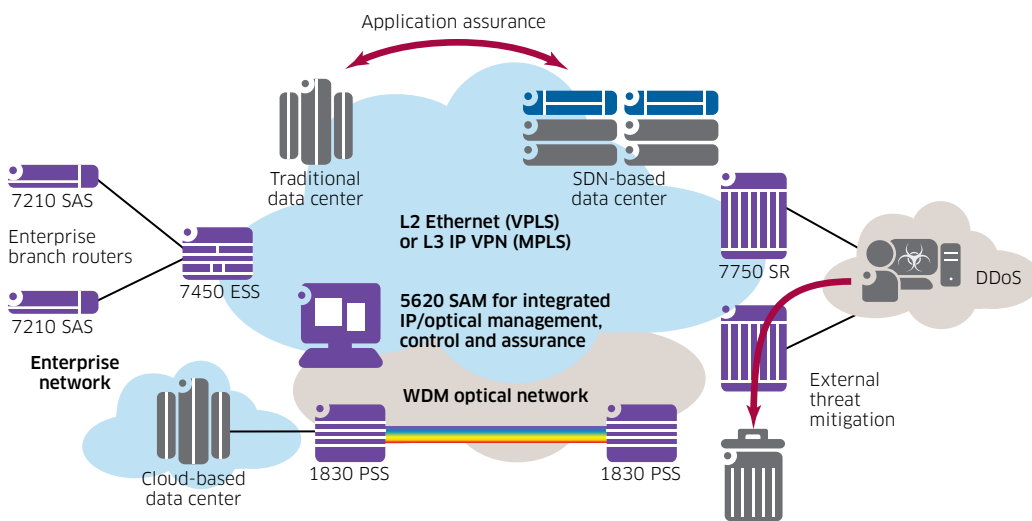 Application assurance
Traditional
data center
SDN-based
data center
7210 SAS
Enterprise
branch routers
7210 SAS
7450 ESS
L2 Ethernet (VPLS)
or L3 IP VPN (MPLS)
7750 SR
DDoS
5620 SAM for integrated
IP/optical management,
control and assurance
Enterprise
network
WDM optical network
External
threat
mitigation
Cloud-based
data center
1830 PSS
1830 PSS